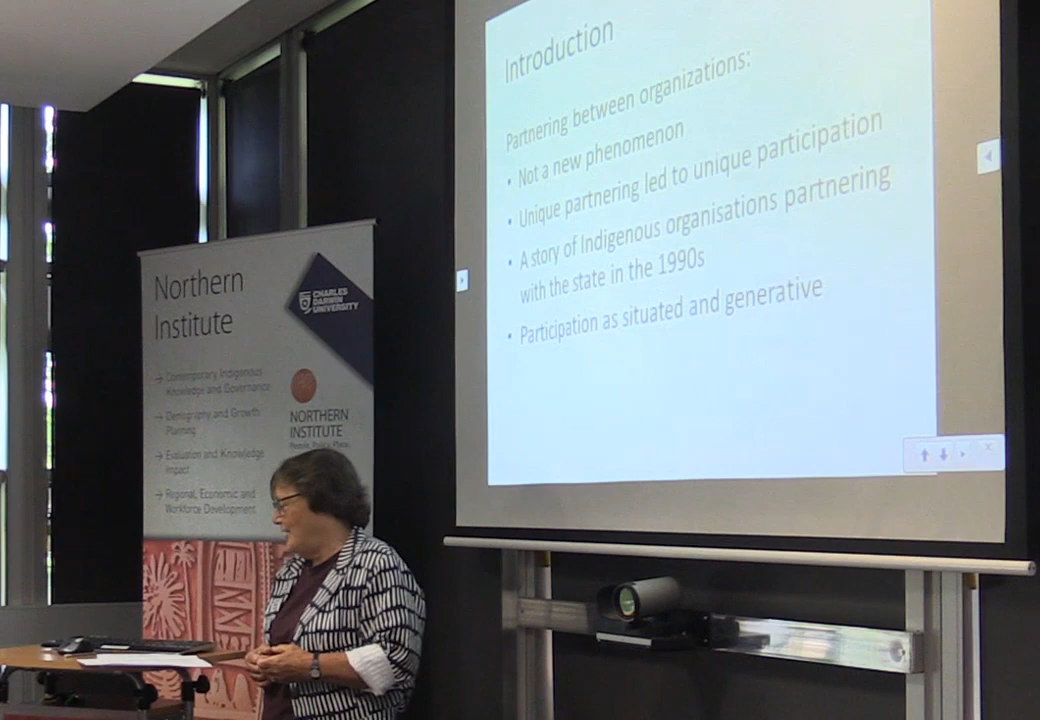 Introduction
Partnering between organizations:
• Not a new phenomenon
• Unique partnering led to unique participation
• A story of Indigenous organisations partnering
with the state in the 1990s
• Participation as situated and generative
Northern
Institute
CHARLES
DARWIN
UNIVERSITY
→ Contemporary Indigenous
Knowledge and Governance
→ Demography and Growth
Planning
→ Evaluation and Knowledge
Impact
→ Regional, Economic and
Workforce Development
NORTHERN
INSTITUTE
People. Policy. Place.